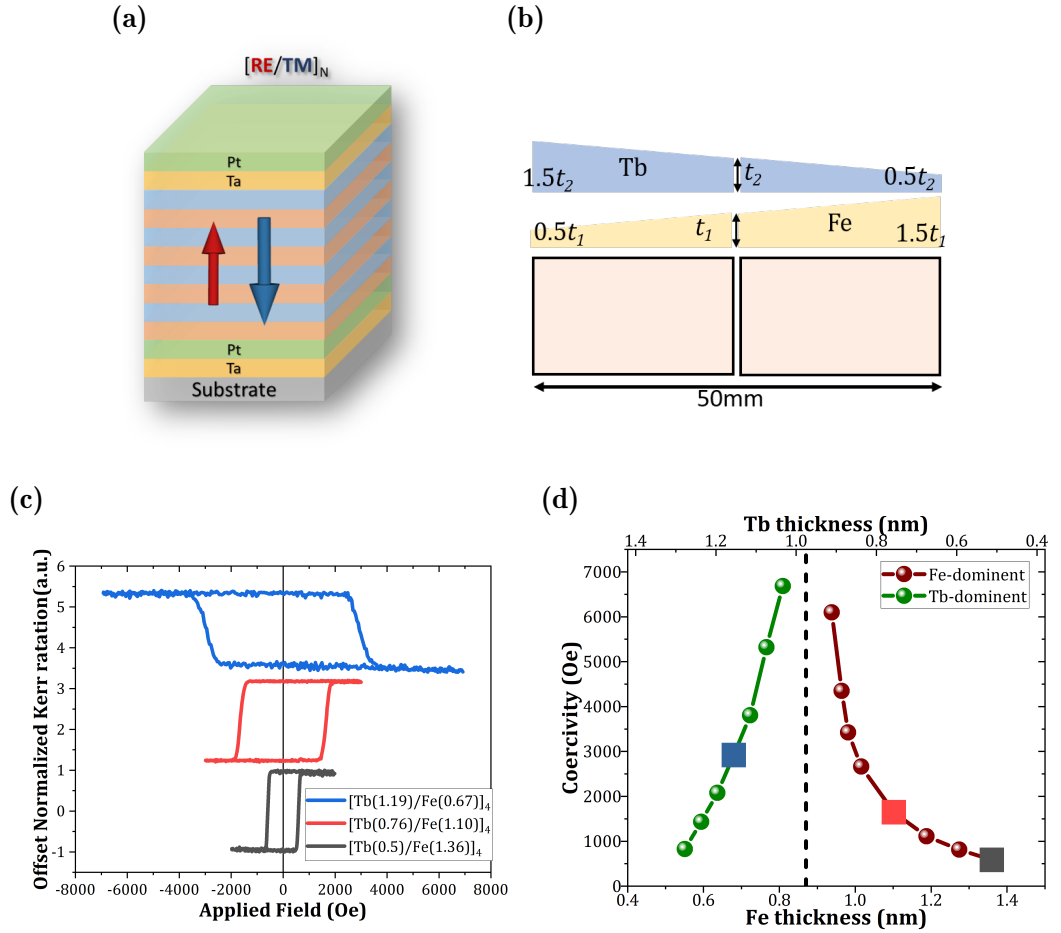 (a)
[RE/TM]N
Pt
Ta
Pt
Ta
Substrate
(b)
1.5t2
Tb
t2
0.5t2
0.5t1
t1
Fe
1.5t1
50mm
(c)
Offset Normalized Kerr ratation(a.u.)
6
5
4
3
2
1
0
-1
-8000 -6000 -4000 -2000 0 2000 4000 6000 8000
Applied Field (Oe)
[Tb(1.19)/Fe(0.67)]4
[Tb(0.76)/Fe(1.10)]4
[Tb(0.5)/Fe(1.36)]4
(d)
Tb thickness (nm)
1.4 1.2 1.0 0.8 0.6 0.4
Coercivity (Oe)
7000
6000
5000
4000
3000
2000
1000
0
Fe-dominent
Tb-dominent
0.4 0.6 0.8 1.0 1.2 1.4
Fe thickness (nm)